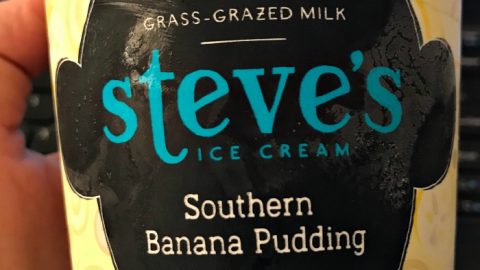 GRASS-GRAZED MILK
steve's
ICE CREAM
Southern
Banana Pudding